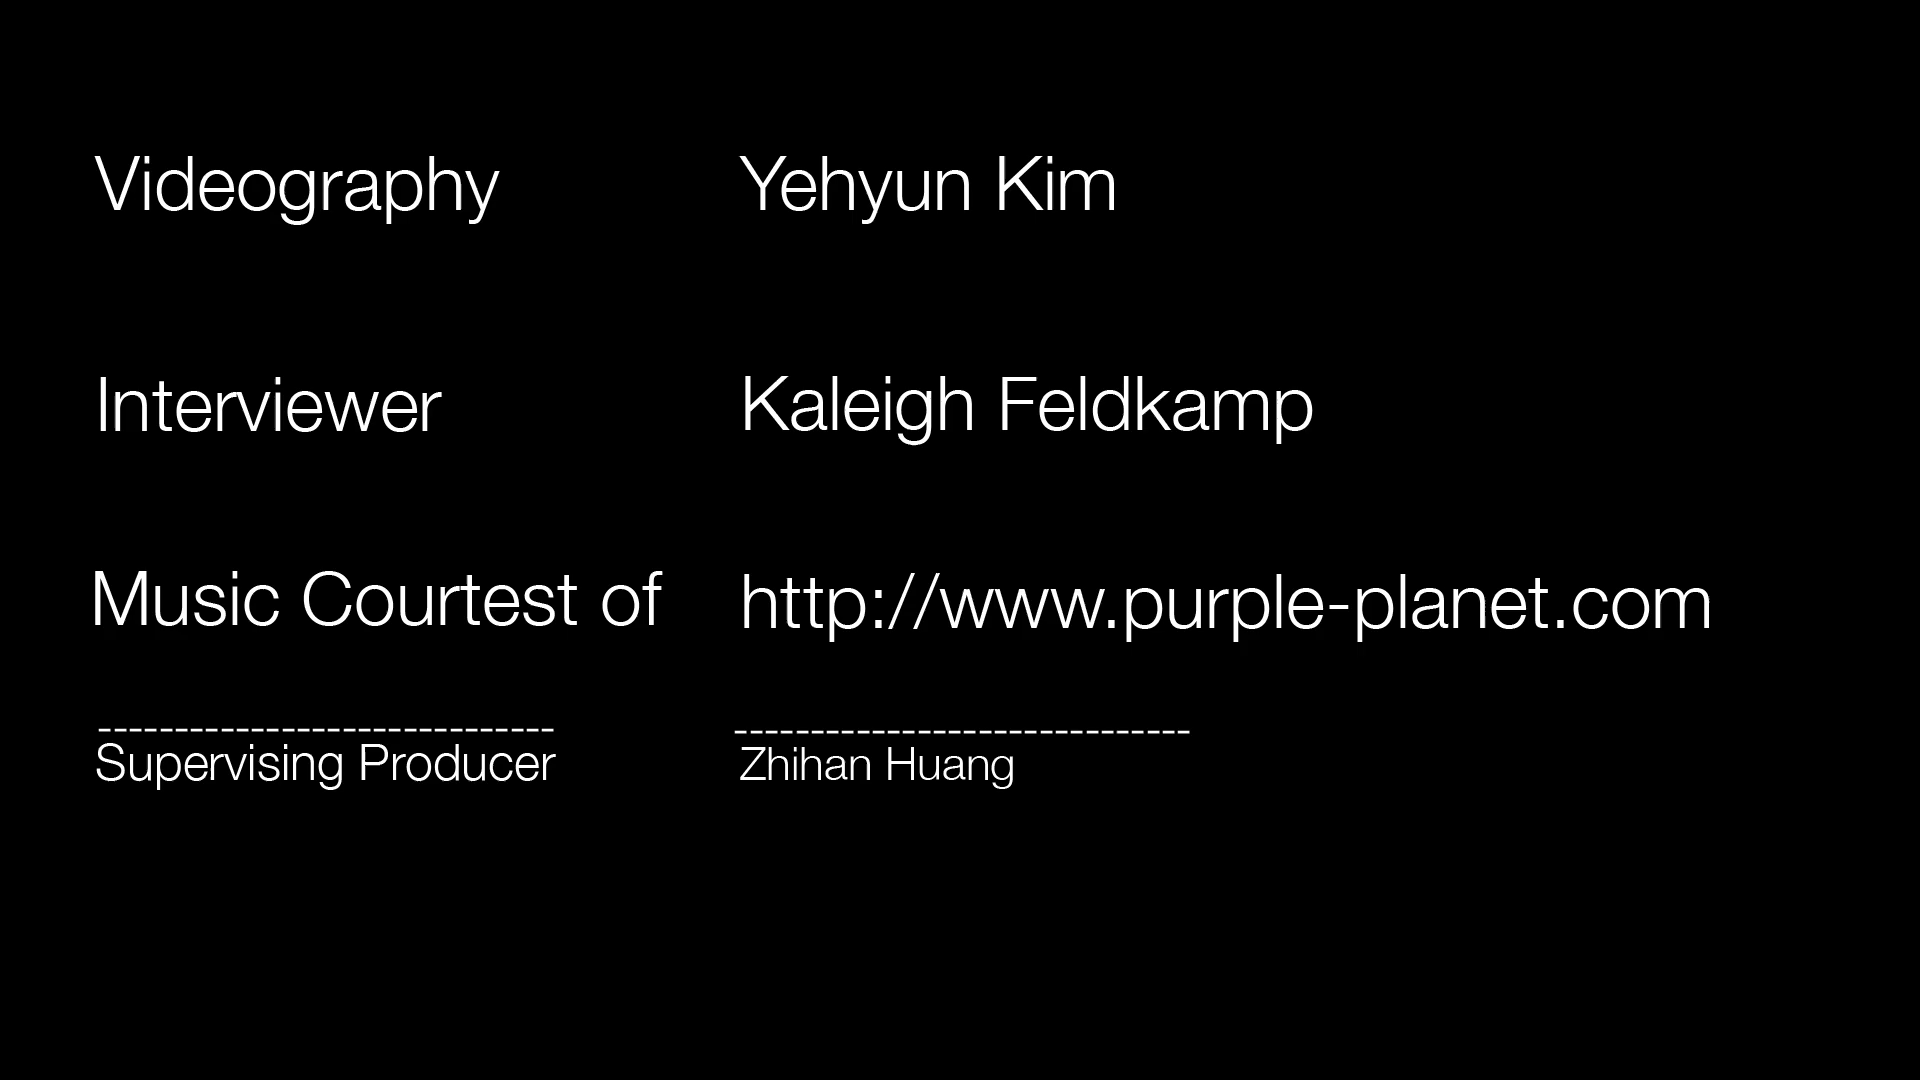 Videography Yehyun Kim
Interviewer Kaleigh Feldkamp
Music Courtest of http://www.purple-planet.com
------------------------------ ------------------------------
Supervising Producer Zhihan Huang